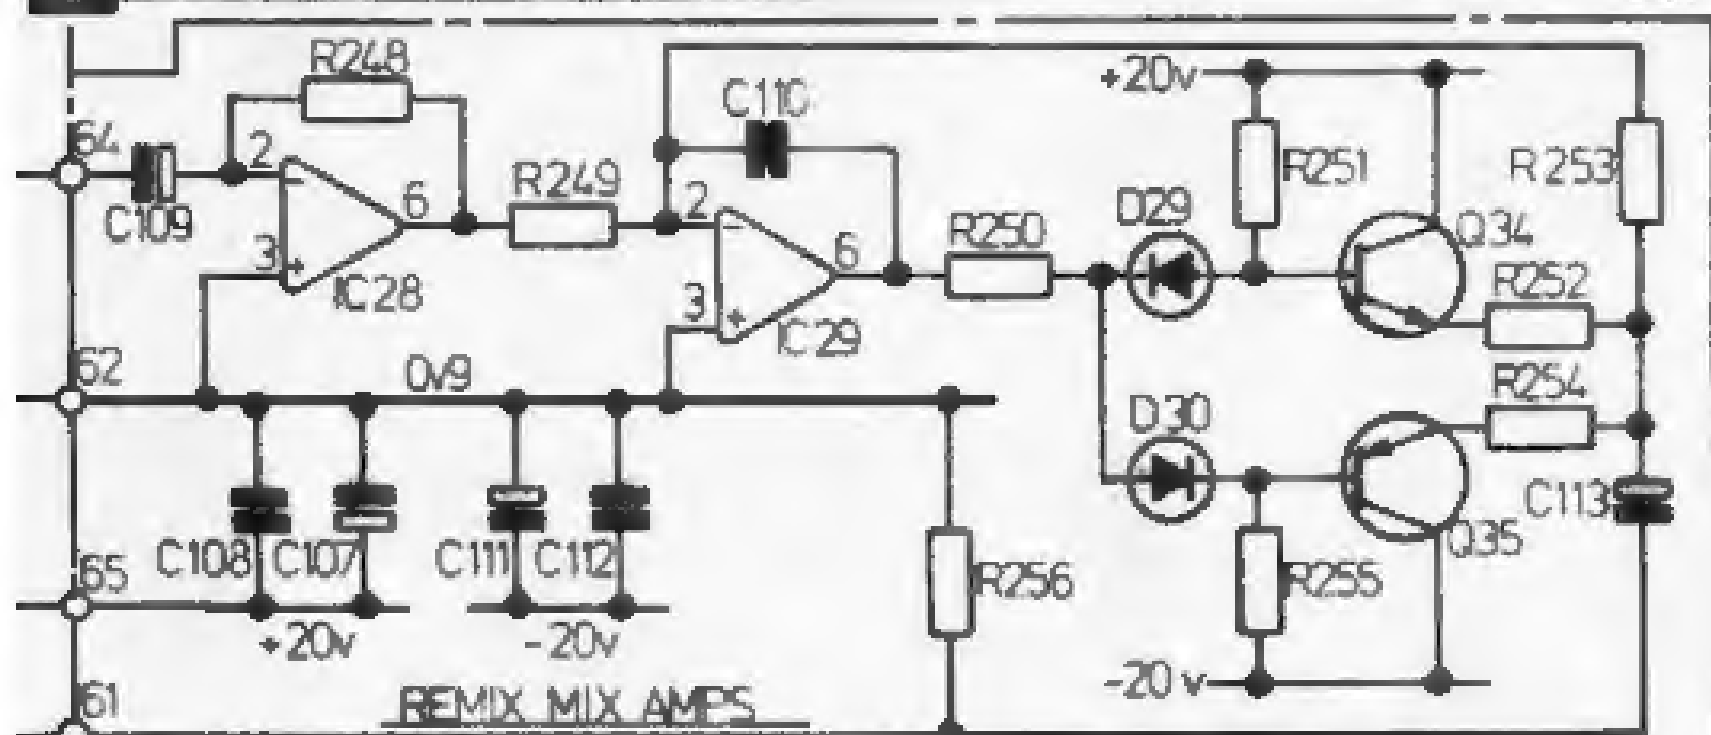 R248
C110
+20v
64
2
R249
R251
R253
C109
6
2
D29
Q34
3
+
IC28
R250
6
R252
3
+
IC29
62
0v9
R254
D30
C113
Q35
C108
C107
C111
C112
65
R256
R255
+20v
-20v
-20v
61
REMIX MIX AMPS